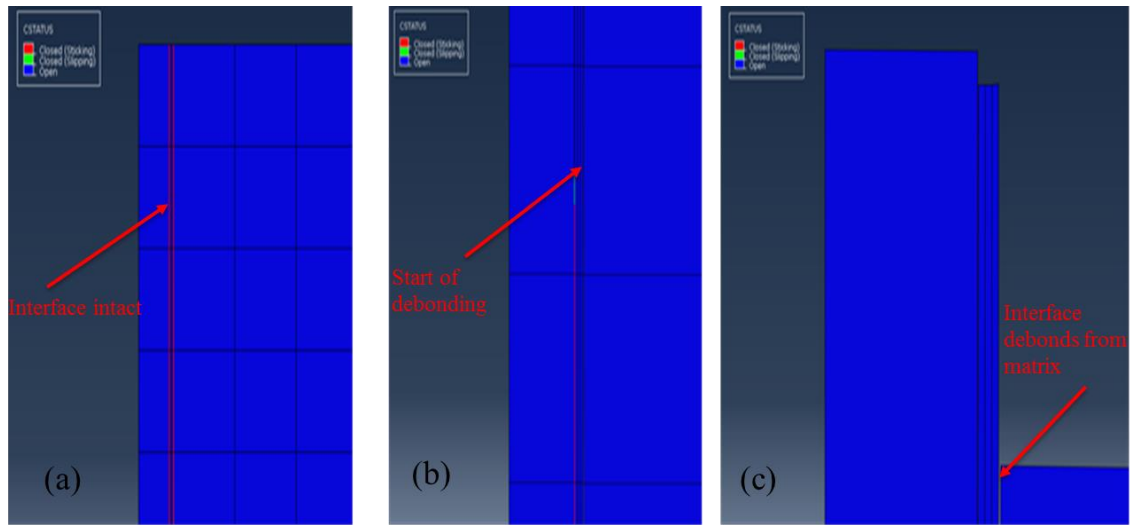 CSTATUS
Closed (Sticking)
Closed (Slipping)
Open
Interface intact
(a)
CSTATUS
Closed (Sticking)
Closed (Slipping)
Open
Start of
debonding
(b)
CSTATUS
Closed (Sticking)
Closed (Slipping)
Open
Interface
debonds from
matrix
(c)